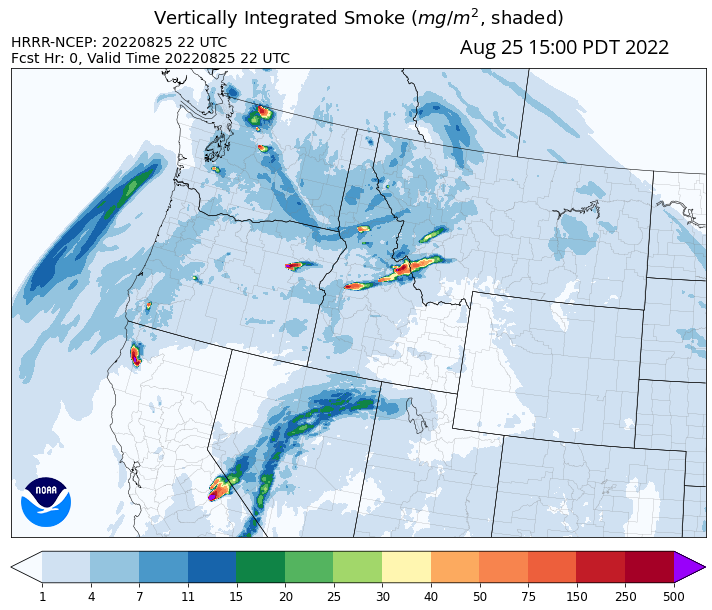 Vertically Integrated Smoke (mg/m², shaded)
HRRR-NCEP: 20220825 22 UTC
Fcst Hr: 0, Valid Time 20220825 22 UTC
Aug 25 15:00 PDT 2022
NOAA
1 4 7 11 15 20 25 30 40 50 75 150 250 500